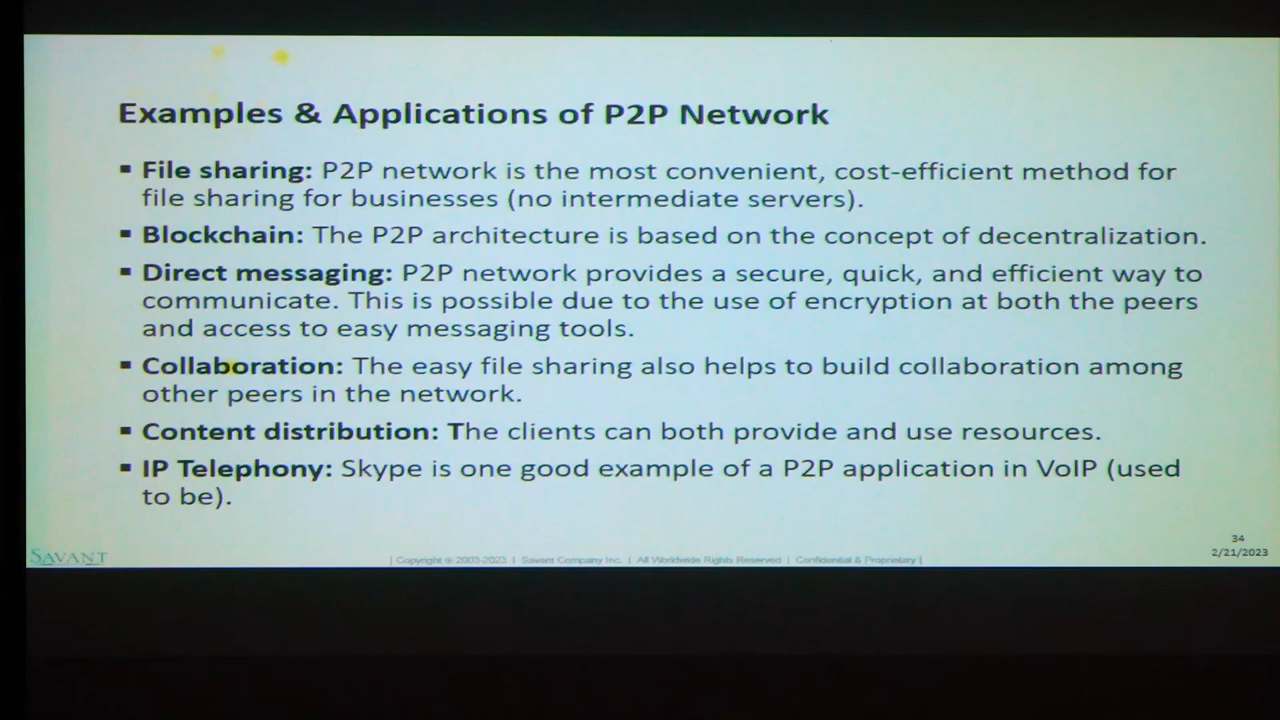 Examples & Applications of P2P Network
▪ File sharing: P2P network is the most convenient, cost-efficient method for
file sharing for businesses (no intermediate servers).
▪ Blockchain: The P2P architecture is based on the concept of decentralization.
▪ Direct messaging: P2P network provides a secure, quick, and efficient way to
communicate. This is possible due to the use of encryption at both the peers
and access to easy messaging tools.
▪ Collaboration: The easy file sharing also helps to build collaboration among
other peers in the network.
▪ Content distribution: The clients can both provide and use resources.
▪ IP Telephony: Skype is one good example of a P2P application in VoIP (used
to be).
34
2/21/2023
SAVANT
| Copyright © 2003-2023 | Savant Company Inc. | All Worldwide Rights Reserved | Confidential & Proprietary |